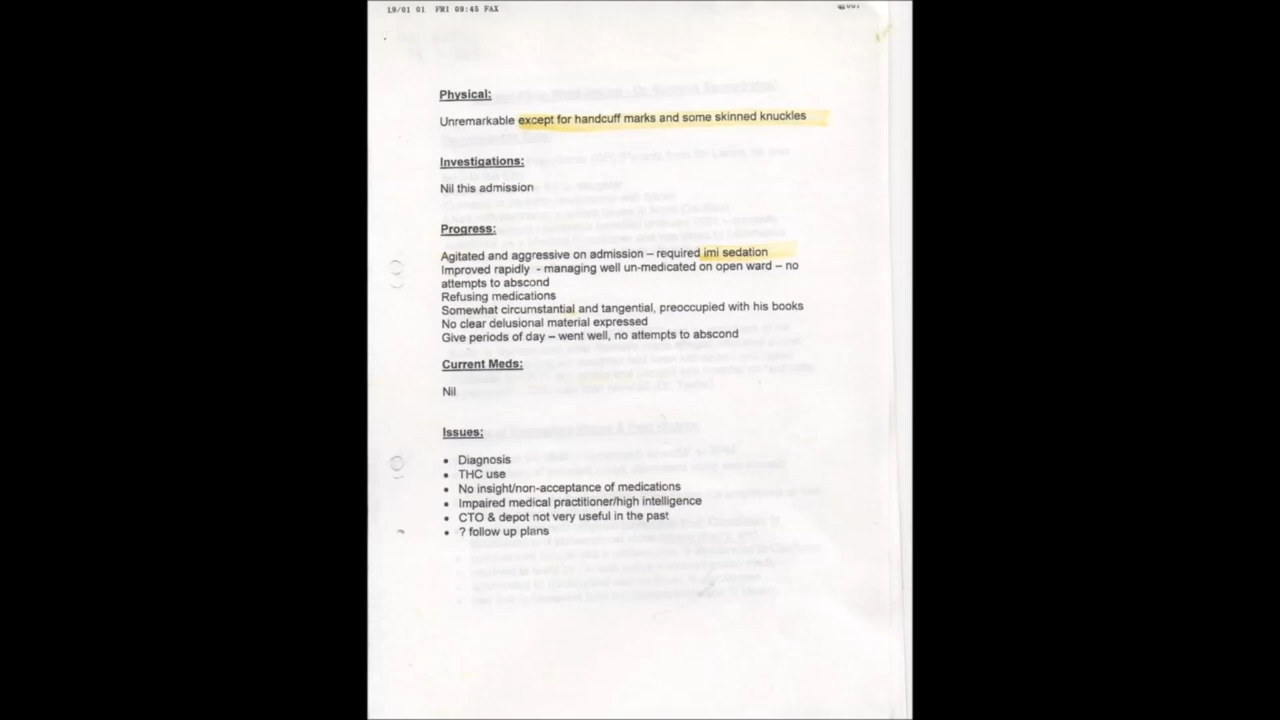 19/01 01 FRI 09:45 FAX
Physical:
Unremarkable except for handcuff marks and some skinned knuckles
Investigations:
Nil this admission
Progress:
Agitated and aggressive on admission – required imi sedation
Improved rapidly - managing well un-medicated on open ward – no
attempts to abscond
Refusing medications
Somewhat circumstantial and tangential, preoccupied with his books
No clear delusional material expressed
Give periods of day – went well, no attempts to abscond
Current Meds:
Nil
Issues:
• Diagnosis
• THC use
• No insight/non-acceptance of medications
• Impaired medical practitioner/high intelligence
• CTO & depot not very useful in the past
• ? follow up plans